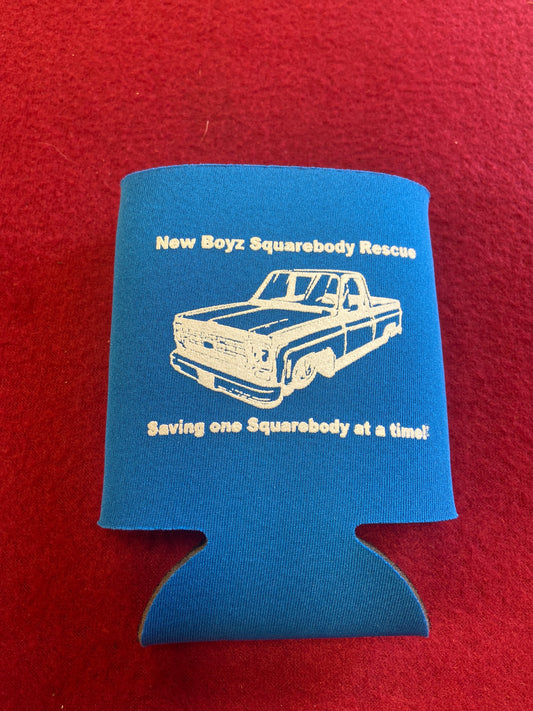 New Boyz Squarebody Rescue
Saving one Squarebody at a time!